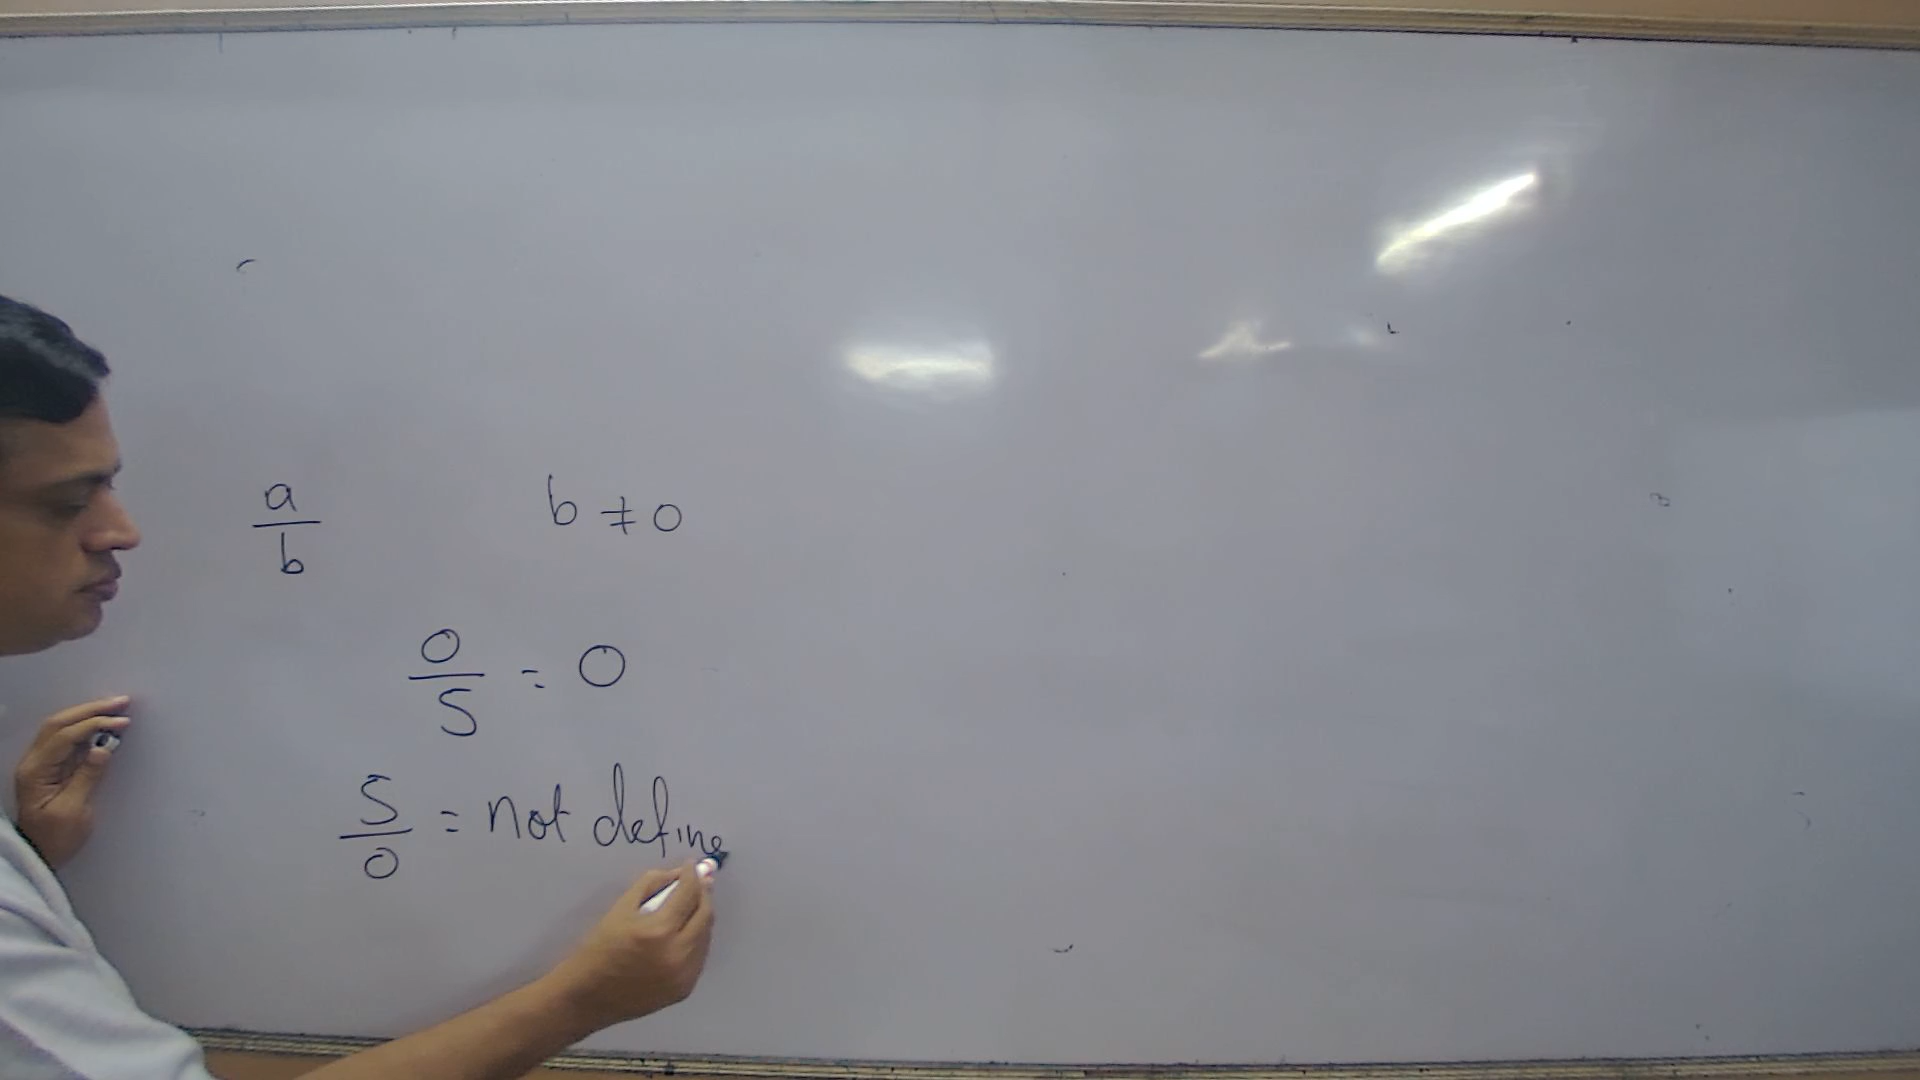 a/b b ≠ 0
0/5 = 0
5/0 = not define